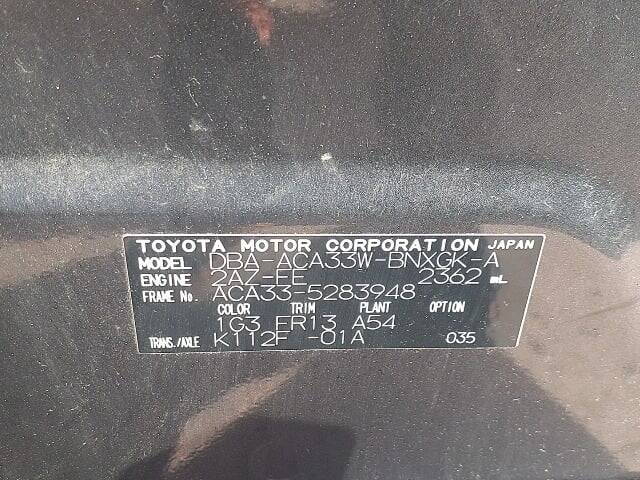 TOYOTA MOTOR CORPORATION JAPAN
MODEL DBA-ACA33W-BNXGK-A
ENGINE 2AZ-FE 2362 mL
FRAME No. ACA33-5283948
COLOR TRIM PLANT OPTION
1G3 FR13 A54
TRANS./AXLE K112F -01A 035